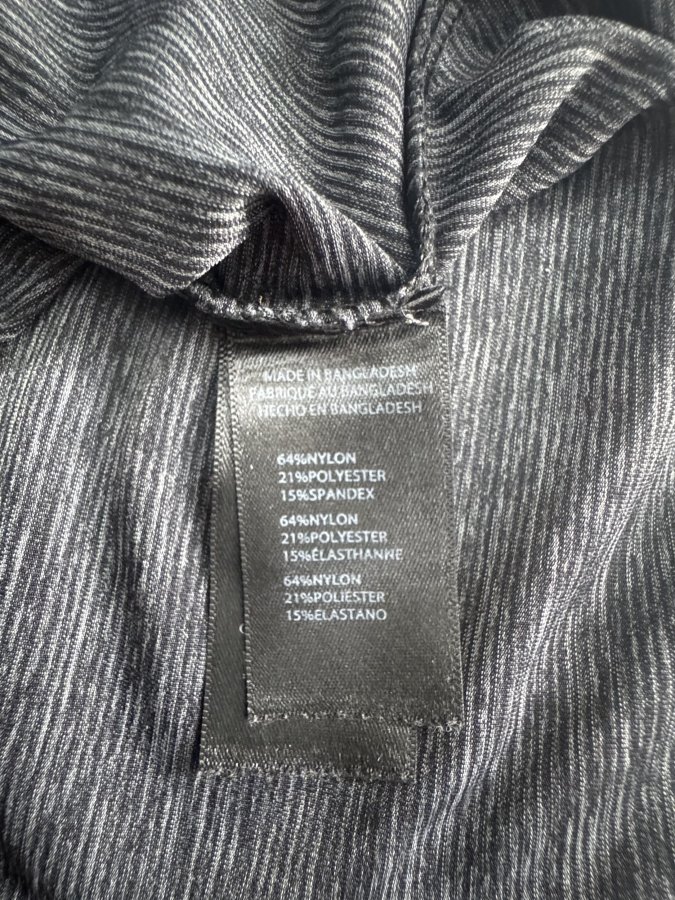 MADE IN BANGLADESH
FABRIQUE AU BANGLADESH
HECHO EN BANGLADESH
64%NYLON
21%POLYESTER
15%SPANDEX
64%NYLON
21%POLYESTER
15%ÉLASTHANNE
64%NYLON
21%POLIÉSTER
15%ELASTANO